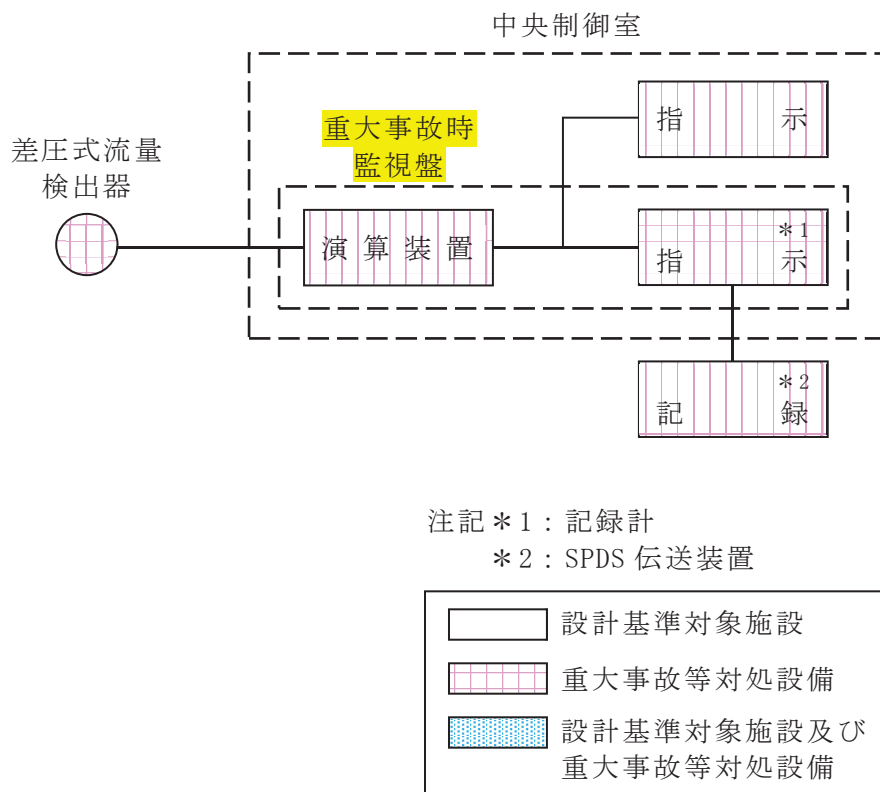 中央制御室
指示
重大事故時
監視盤
差圧式流量
検出器
演算装置
指示 *1
記録 *2
注記*1:記録計
*2:SPDS伝送装置
設計基準対象施設
重大事故等対処設備
設計基準対象施設及び
重大事故等対処設備